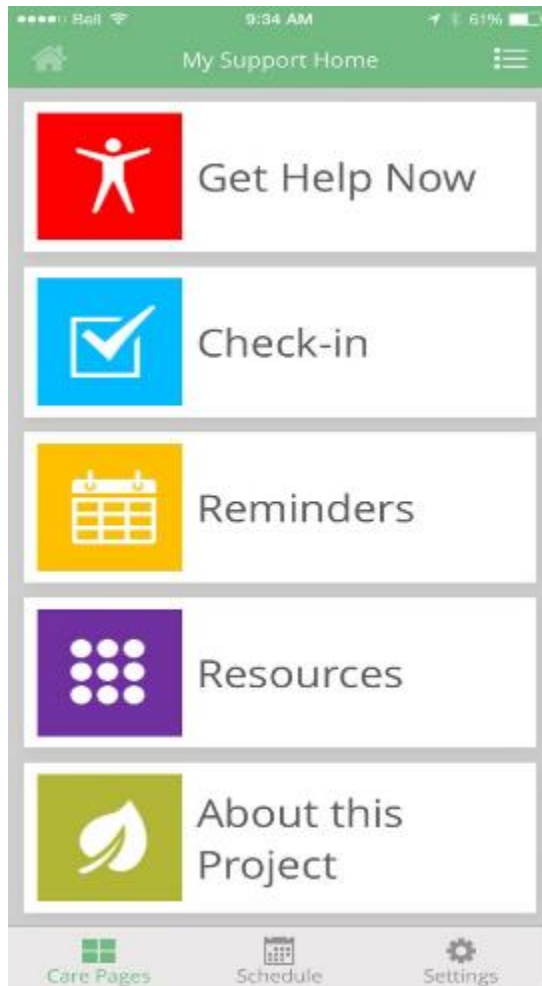 Bell 9:34 AM 61%
My Support Home
Get Help Now
Check-in
Reminders
Resources
About this
Project
Care Pages Schedule Settings